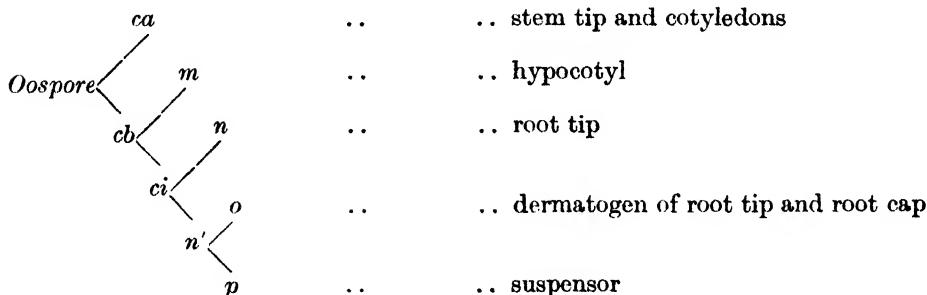 ca .. .. stem tip and cotyledons
Oospore m .. .. hypocotyl
cb n .. .. root tip
ci
o .. .. dermatogen of root tip and root cap
n'
p .. .. suspensor